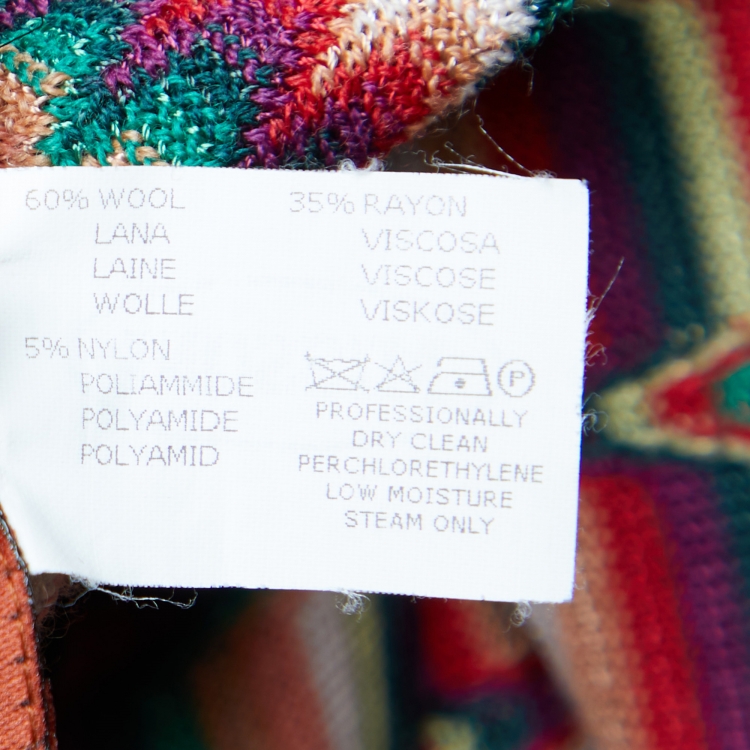 60% WOOL
LANA
LAINE
WOLLE
35% RAYON
VISCOSA
VISCOSE
VISKOSE
5% NYLON
POLIAMMIDE
POLYAMIDE
POLYAMID
P
PROFESSIONALLY
DRY CLEAN
PERCHLORETHYLENE
LOW MOISTURE
STEAM ONLY